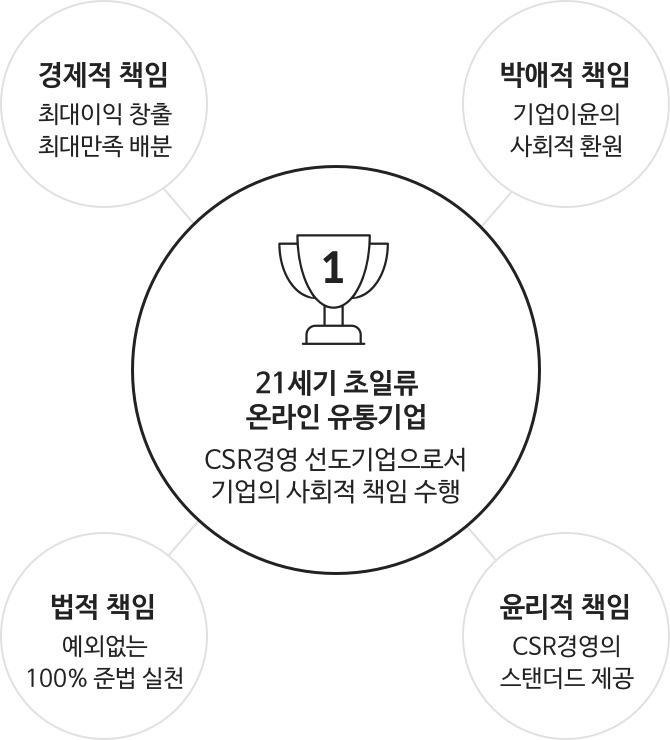 경제적 책임
최대이익 창출
최대만족 배분
박애적 책임
기업이윤의
사회적 환원
1
21세기 초일류
온라인 유통기업
CSR경영 선도기업으로서
기업의 사회적 책임 수행
법적 책임
예외없는
100% 준법 실천
윤리적 책임
CSR경영의
스탠더드 제공